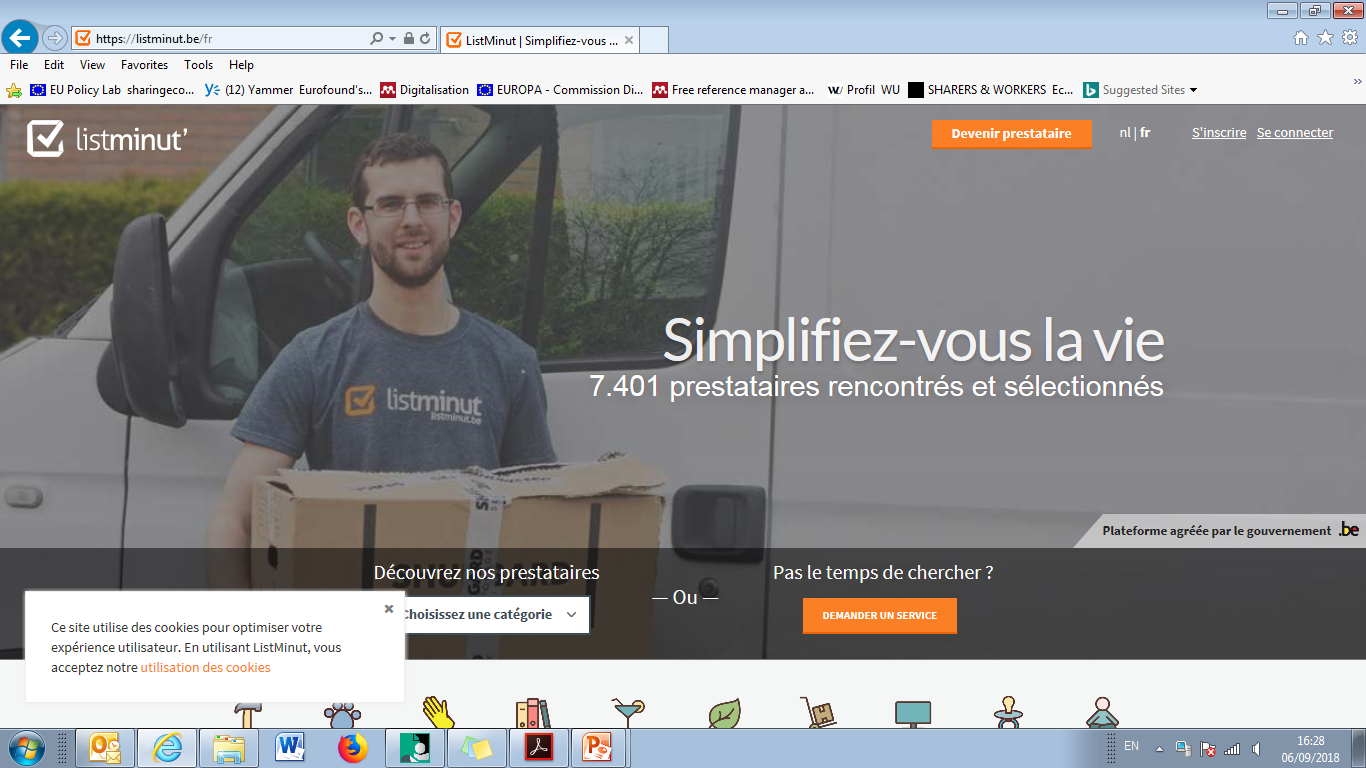 https://listminut.be/fr
ListMinut | Simplifiez-vous ...
File Edit View Favorites Tools Help
EU Policy Lab sharingeco... (12) Yammer Eurofound's... Digitalisation EUROPA - Commission Di... Free reference manager a... Profil WU SHARERS & WORKERS Ec... Suggested Sites
listminut'
Devenir prestataire
nl | fr
S'inscrire Se connecter
listminut
listminut.be
Simplifiez-vous la vie
7.401 prestataires rencontrés et sélectionnés
Plateforme agréée par le gouvernement .be
Découvrez nos prestataires
Choisissez une catégorie
— Ou —
Pas le temps de chercher ?
DEMANDER UN SERVICE
Ce site utilise des cookies pour optimiser votre
expérience utilisateur. En utilisant ListMinut, vous
acceptez notre utilisation des cookies
EN
16:28
06/09/2018